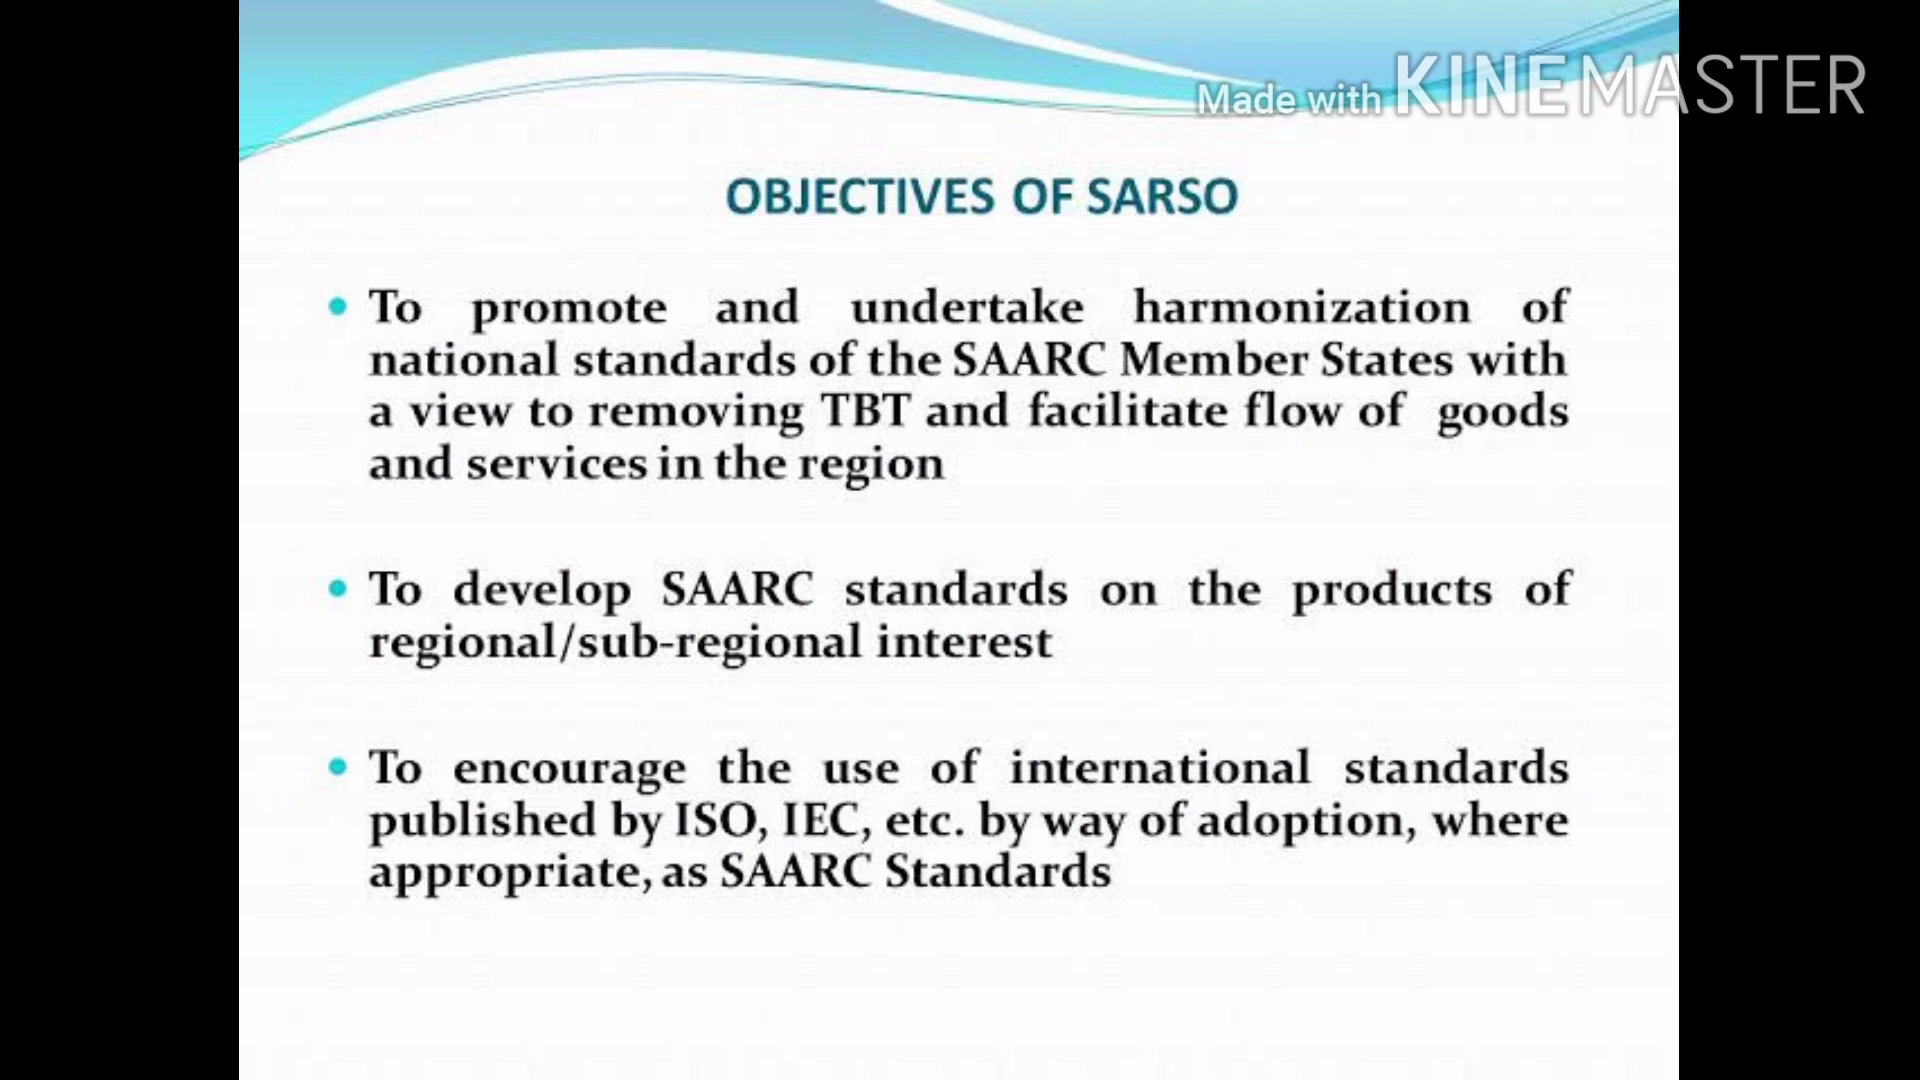 Made with KINEMASTER
OBJECTIVES OF SARSO
• To promote and undertake harmonization of
national standards of the SAARC Member States with
a view to removing TBT and facilitate flow of goods
and services in the region
• To develop SAARC standards on the products of
regional/sub-regional interest
• To encourage the use of international standards
published by ISO, IEC, etc. by way of adoption, where
appropriate, as SAARC Standards